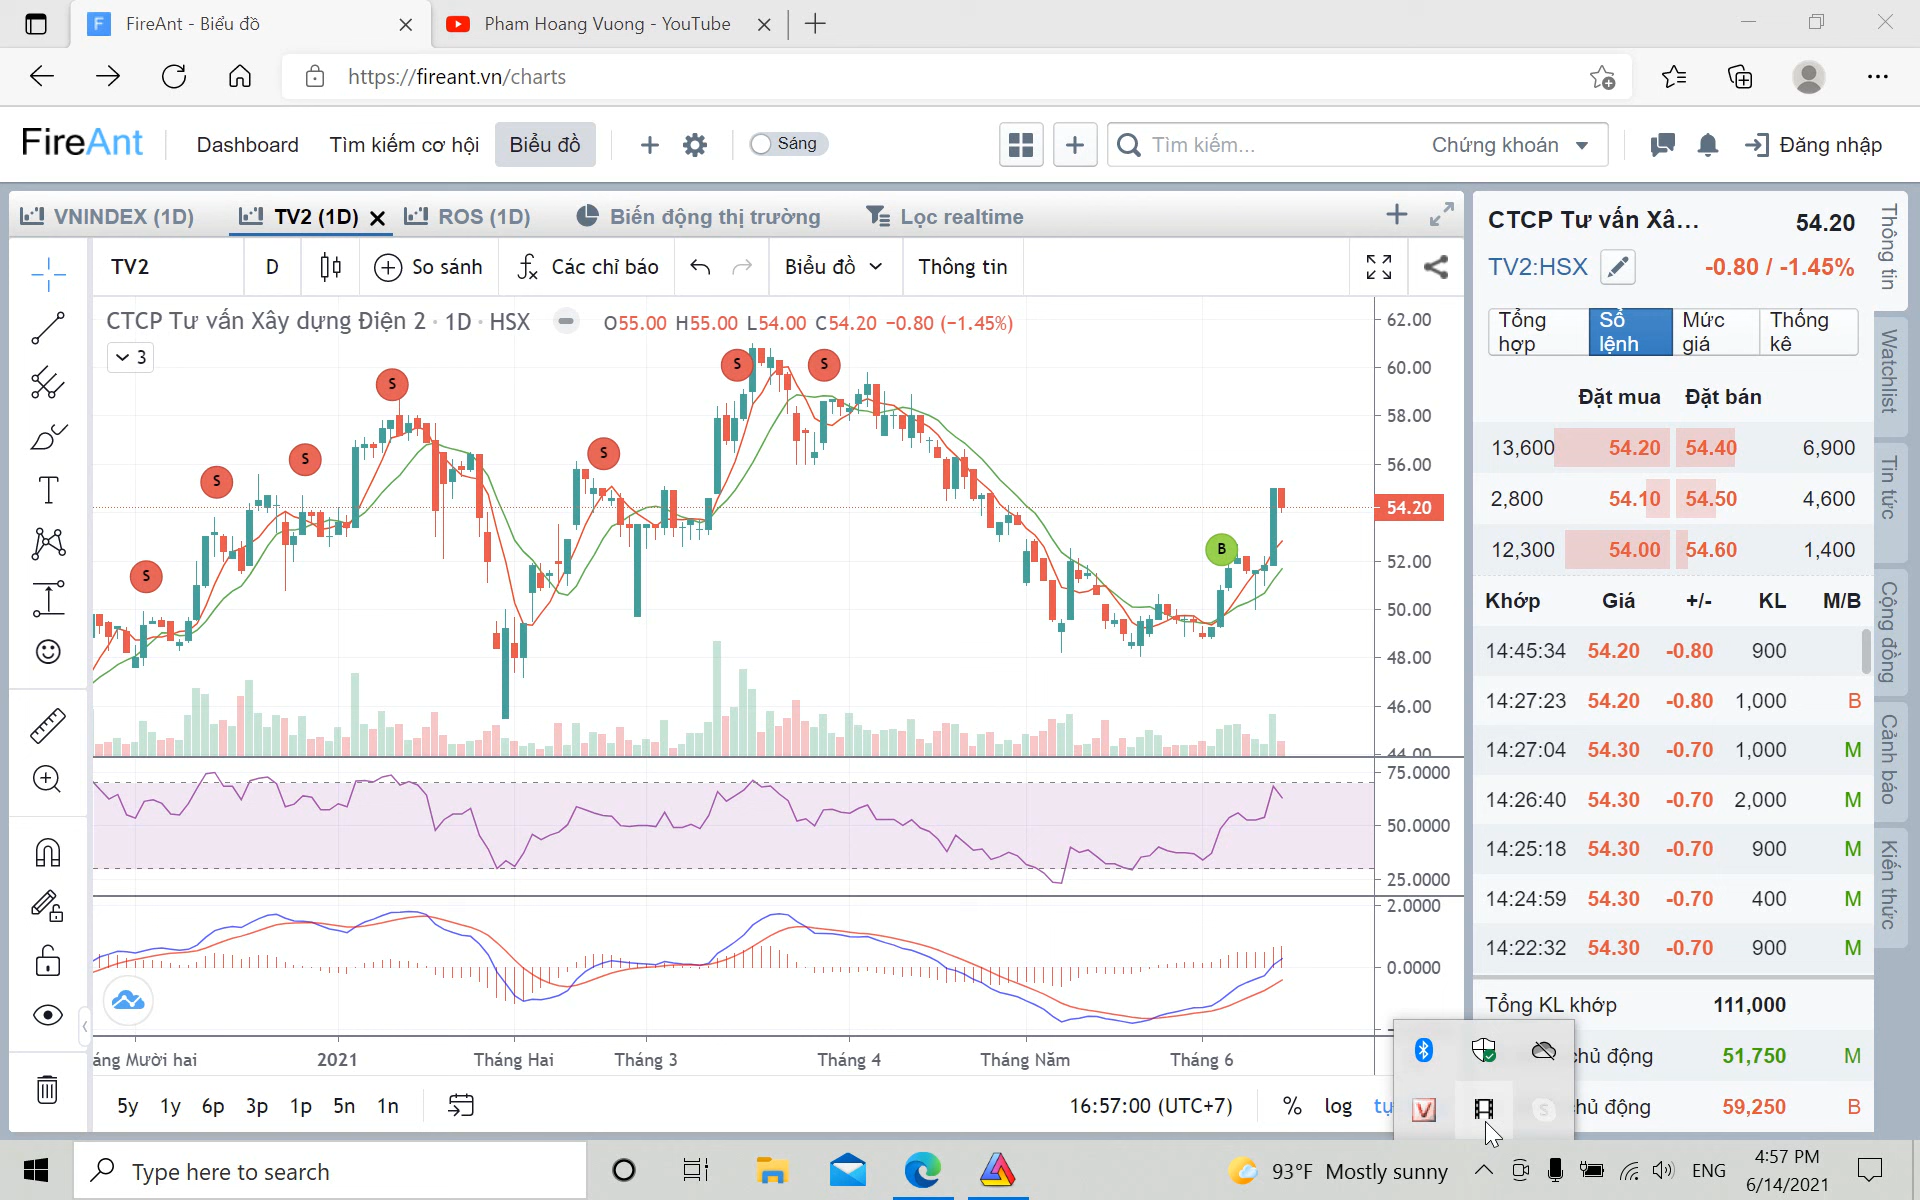 FireAnt - Biểu đồ
Pham Hoang Vuong - YouTube
https://fireant.vn/charts
FireAnt
Dashboard
Tìm kiếm cơ hội
Biểu đồ
Sáng
Tìm kiếm...
Chứng khoán
Đăng nhập
VNINDEX (1D)
TV2 (1D)
ROS (1D)
Biến động thị trường
Lọc realtime
TV2
D
So sánh
Các chỉ báo
Biểu đồ
Thông tin
CTCP Tư vấn Xây dựng Điện 2 · 1D · HSX
O55.00 H55.00 L54.00 C54.20 −0.80 (−1.45%)
3
S
S
S
S
S
S
S
B
62.00
60.00
58.00
56.00
54.20
52.00
50.00
48.00
46.00
44.00
75.0000
50.0000
25.0000
2.0000
0.0000
áng Mười hai
2021
Tháng Hai
Tháng 3
Tháng 4
Tháng Năm
Tháng 6
5y 1y 6p 3p 1p 5n 1n
16:57:00 (UTC+7)
%
log
tự
CTCP Tư vấn Xâ...
54.20
TV2:HSX
-0.80 / -1.45%
Tổng hợp
Sổ lệnh
Mức giá
Thống kê
Đặt mua Đặt bán
13,600 54.20 54.40 6,900
2,800 54.10 54.50 4,600
12,300 54.00 54.60 1,400
Khớp Giá +/- KL M/B
14:45:34 54.20 -0.80 900
14:27:23 54.20 -0.80 1,000 B
14:27:04 54.30 -0.70 1,000 M
14:26:40 54.30 -0.70 2,000 M
14:25:18 54.30 -0.70 900 M
14:24:59 54.30 -0.70 400 M
14:22:32 54.30 -0.70 900 M
Tổng KL khớp 111,000
chủ động 51,750 M
hủ động 59,250 B
Thông tin
Watchlist
Tin tức
Cộng đồng
Cảnh báo
Kiến thức
Type here to search
93°F Mostly sunny
ENG
4:57 PM
6/14/2021